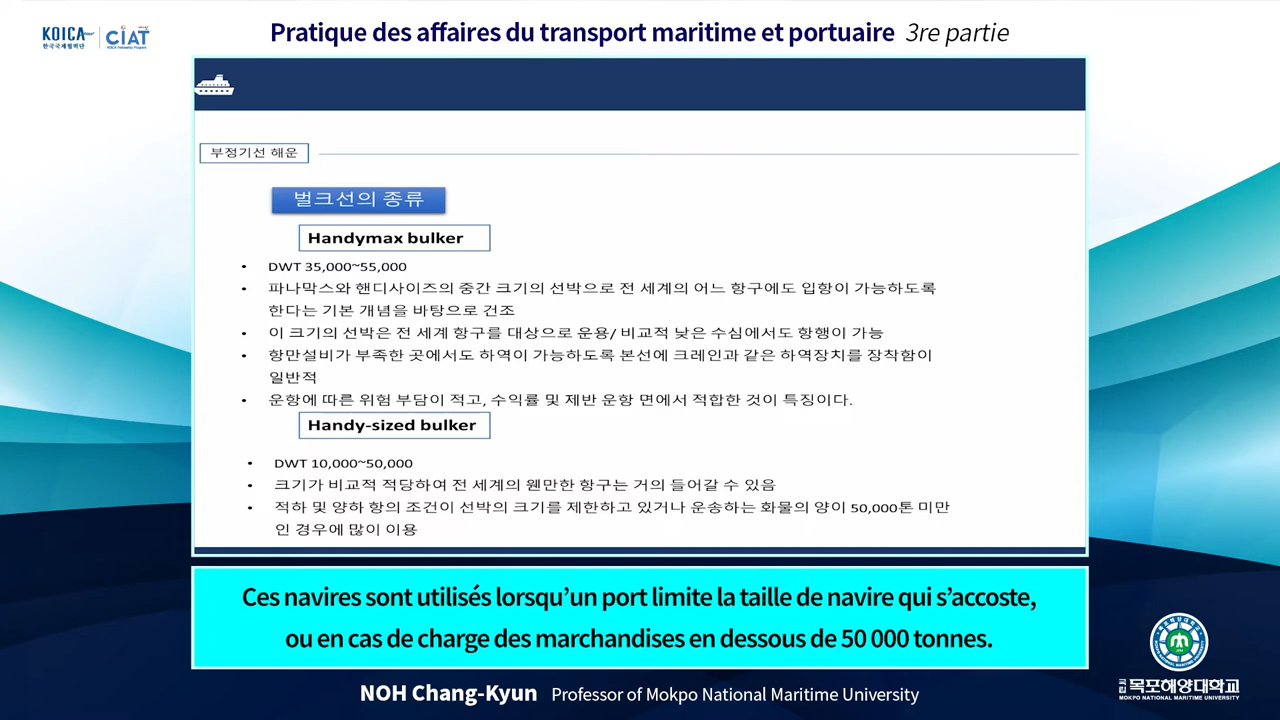 KOICA
한국국제협력단
CIAT
KOICA Fellowship Program
Pratique des affaires du transport maritime et portuaire 3re partie
부정기선 해운
벌크선의 종류
Handymax bulker
• DWT 35,000~55,000
• 파나막스와 핸디사이즈의 중간 크기의 선박으로 전 세계의 어느 항구에도 입항이 가능하도록
한다는 기본 개념을 바탕으로 건조
• 이 크기의 선박은 전 세계 항구를 대상으로 운용/ 비교적 낮은 수심에서도 항행이 가능
• 항만설비가 부족한 곳에서도 하역이 가능하도록 본선에 크레인과 같은 하역장치를 장착함이
일반적
• 운항에 따른 위험 부담이 적고, 수익률 및 제반 운항 면에서 적합한 것이 특징이다.
Handy-sized bulker
• DWT 10,000~50,000
• 크기가 비교적 적당하여 전 세계의 웬만한 항구는 거의 들어갈 수 있음
• 적하 및 양하 항의 조건이 선박의 크기를 제한하고 있거나 운송하는 화물의 양이 50,000톤 미만
인 경우에 많이 이용
Ces navires sont utilisés lorsqu’un port limite la taille de navire qui s’accoste,
ou en cas de charge des marchandises en dessous de 50 000 tonnes.
NOH Chang-Kyun Professor of Mokpo National Maritime University
국립 목포해양대학교
MOKPO NATIONAL MARITIME UNIVERSITY